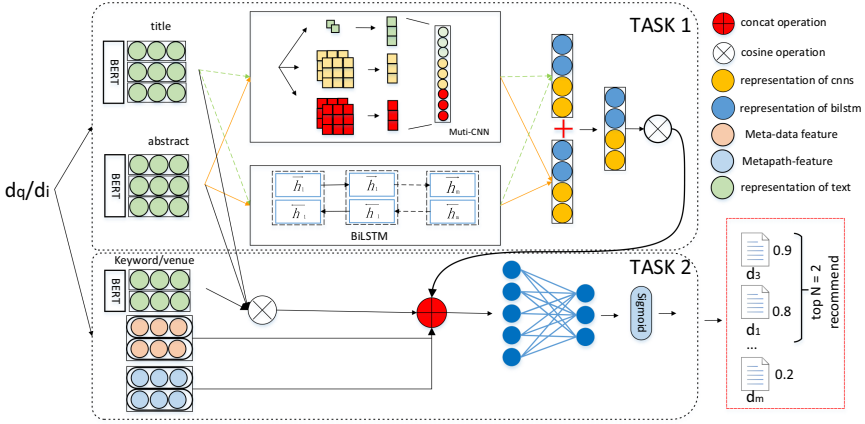 title
BERT
abstract
BERT
dq/di
Muti-CNN
BiLSTM
TASK 1
Keyword/venue
BERT
TASK 2
Sigmoid
concat operation
cosine operation
representation of cnns
representation of bilstm
Meta-data feature
Metapath-feature
representation of text
d3
0.9
d1
0.8
...
dm
0.2
top N = 2
recommend